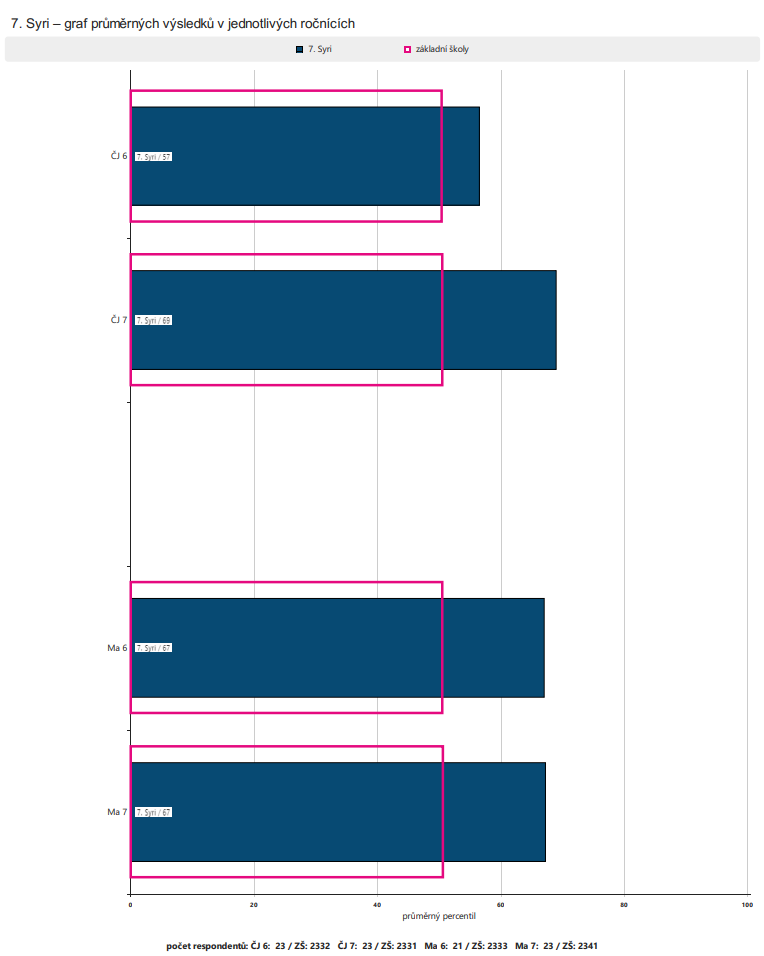 7. Syri – graf průměrných výsledků v jednotlivých ročnících
7. Syri základní školy
ČJ 6 7. Syri / 57
ČJ 7 7. Syri / 69
Ma 6 7. Syri / 67
Ma 7 7. Syri / 67
0 20 40 60 80 100
průměrný percentil
počet respondentů: ČJ 6: 23 / ZŠ: 2332 ČJ 7: 23 / ZŠ: 2331 Ma 6: 21 / ZŠ: 2333 Ma 7: 23 / ZŠ: 2341